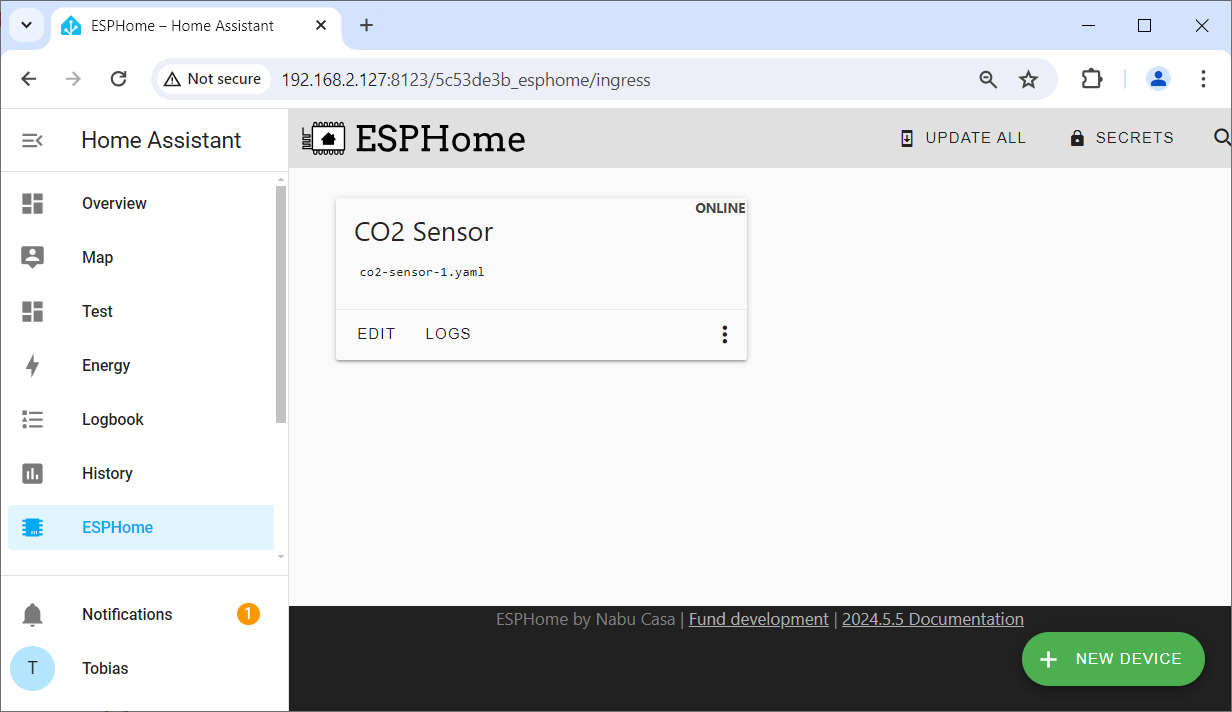 ESPHome – Home Assistant
Not secure
192.168.2.127:8123/5c53de3b_esphome/ingress
Home Assistant
ESPHome
UPDATE ALL
SECRETS
Overview
Map
Test
Energy
Logbook
History
ESPHome
Notifications
1
T
Tobias
ONLINE
CO2 Sensor
co2-sensor-1.yaml
EDIT
LOGS
ESPHome by Nabu Casa | Fund development | 2024.5.5 Documentation
NEW DEVICE